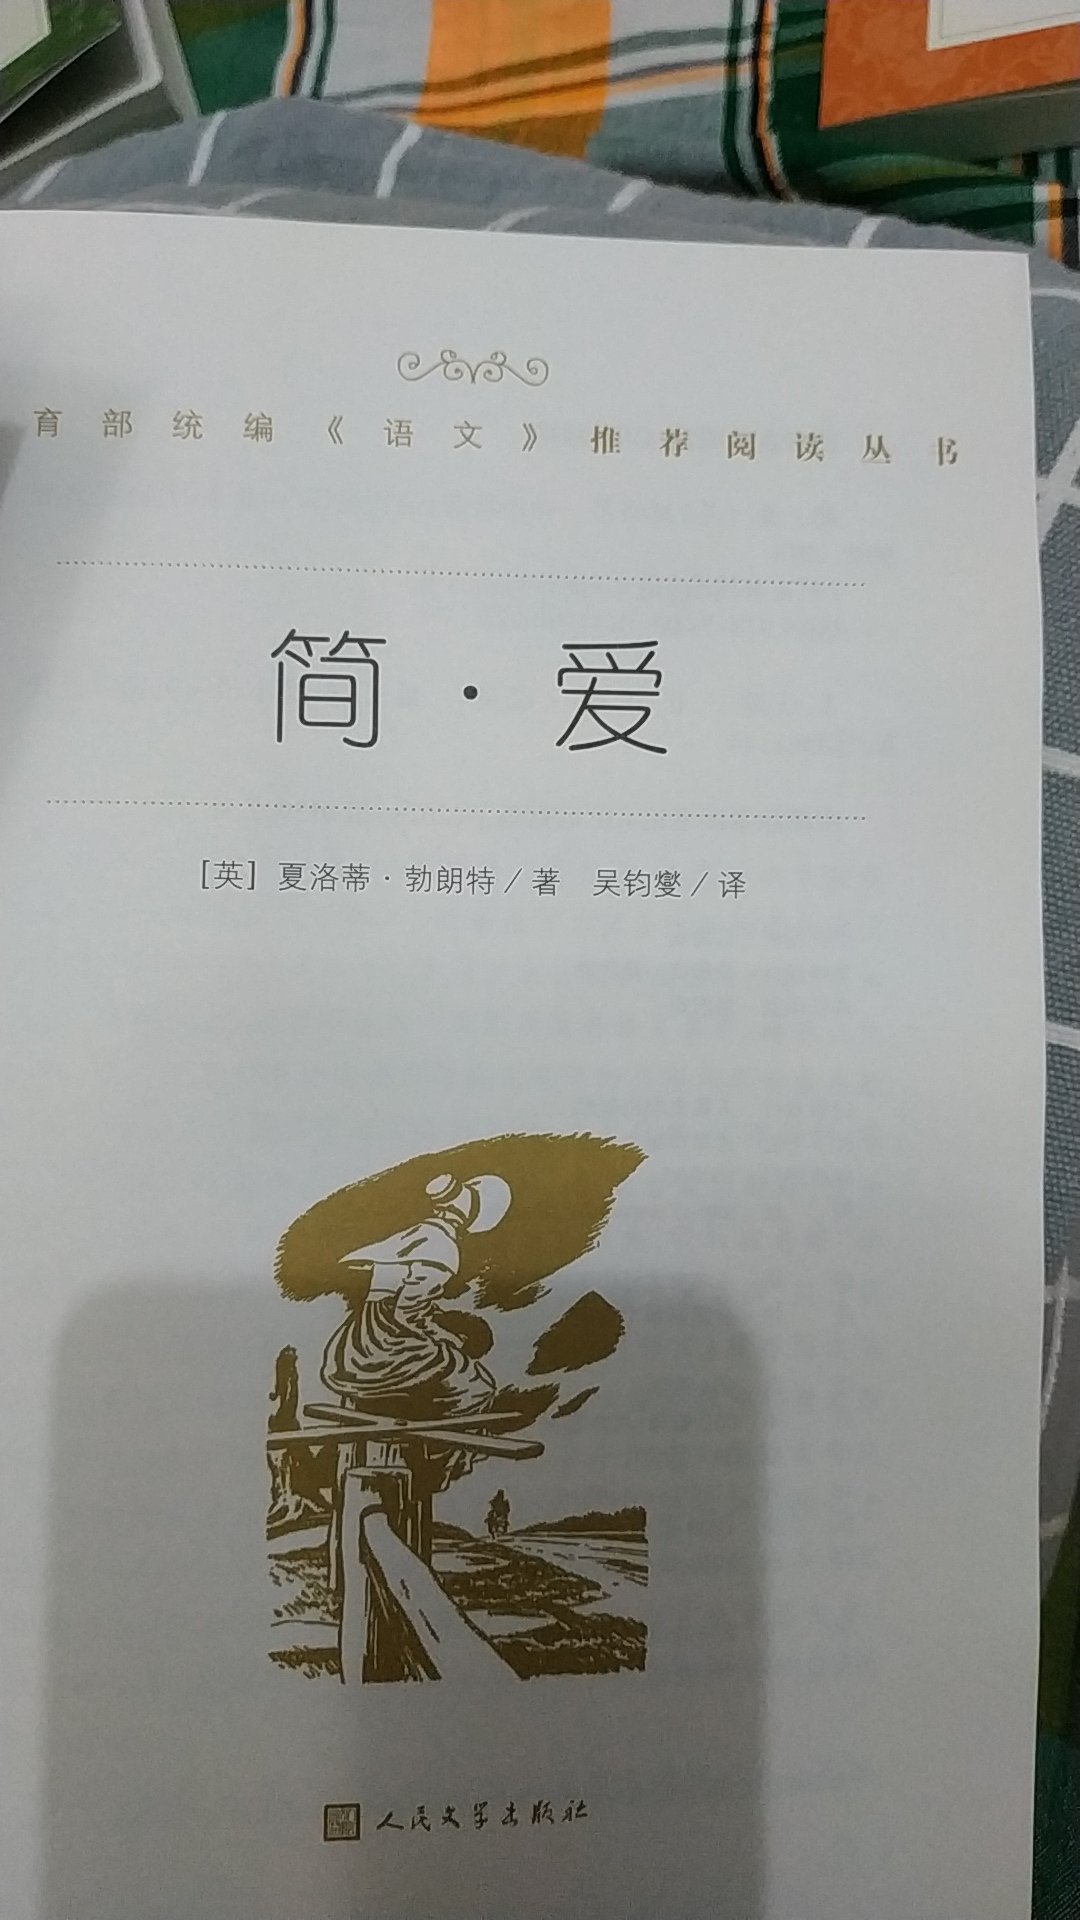 育部统编《语文》推荐阅读丛书
简·爱
[英] 夏洛蒂·勃朗特/著 吴钧燮/译
人民文学出版社